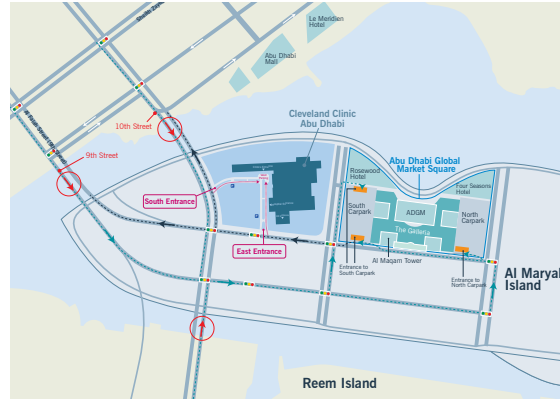 Le Meridien
Hotel
Abu Dhabi
Mall
10th Street
9th Street
Cleveland Clinic
Abu Dhabi
South Entrance
East Entrance
Abu Dhabi Global
Market Square
Rosewood
Hotel
Four Seasons
Hotel
South
Carpark
ADGM
North
Carpark
The Galleria
Al Maqam Tower
Entrance to
South Carpark
Entrance to
North Carpark
Al Maryah
Island
Reem Island